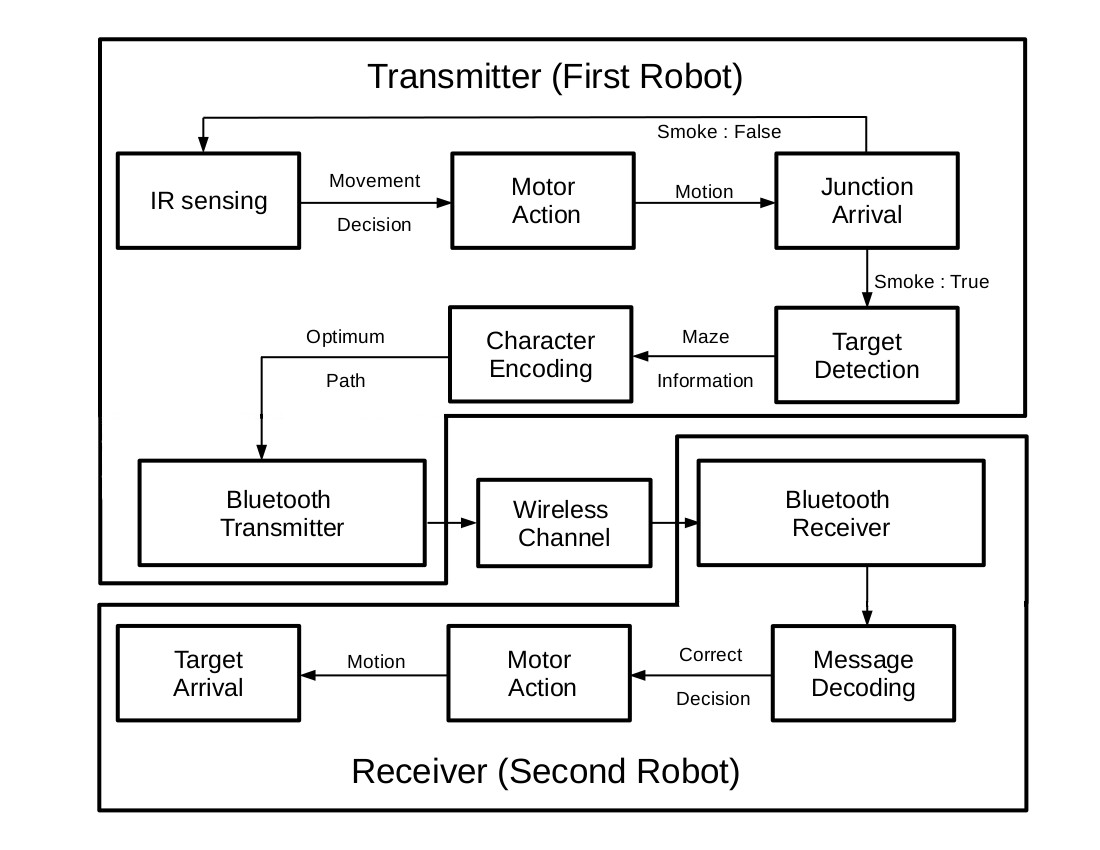 Transmitter (First Robot)
Smoke : False
IR sensing
Movement
Decision
Motor
Action
Motion
Junction
Arrival
Smoke : True
Target
Detection
Maze
Information
Character
Encoding
Optimum
Path
Bluetooth
Transmitter
Wireless
Channel
Bluetooth
Receiver
Message
Decoding
Correct
Decision
Motor
Action
Motion
Target
Arrival
Receiver (Second Robot)